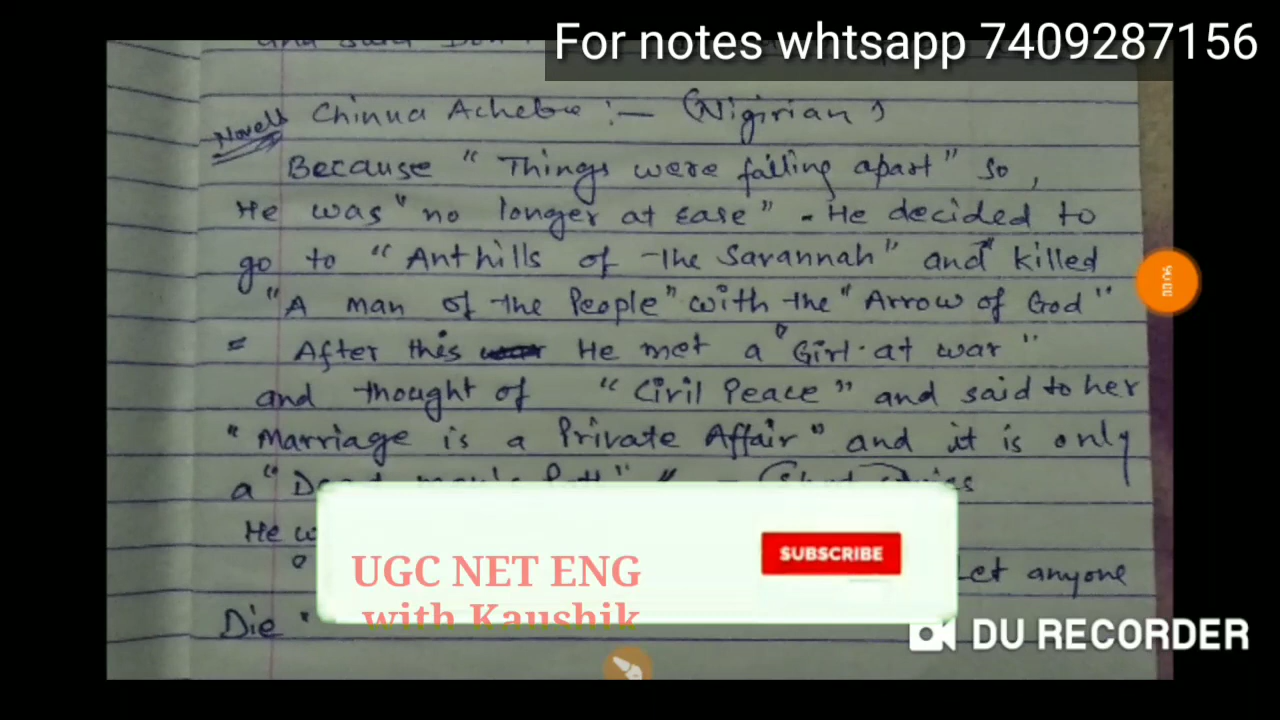 For notes whtsapp 7409287156
Novels
Chinua Achebe :— (Nigirian)
Because "Things were falling apart" so,
He was "no longer at Ease" - He decided to
go to "Anthills of the Savannah" and killed
"A man of the People" with the "Arrow of God"
= After this He met a "Girl at war"
and thought of "Civil Peace" and said to her
"Marriage is a Private Affair" and it is only
a "Dead
He
Let anyone
Die "
UGC NET ENG
with Kaushik
SUBSCRIBE
00:06
DU RECORDER